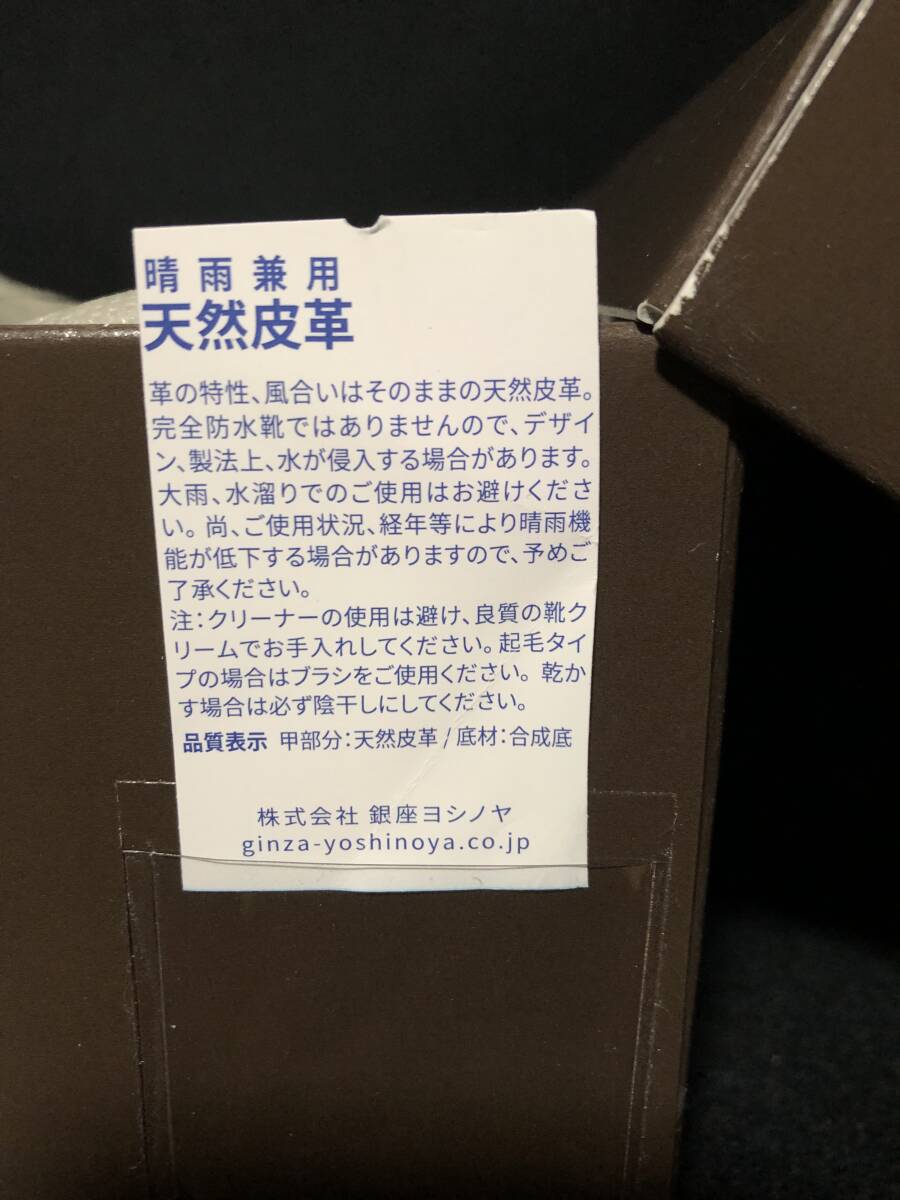 晴雨兼用
天然皮革
革の特性、風合いはそのままの天然皮革。
完全防水靴ではありませんので、デザイ
ン、製法上、水が侵入する場合があります。
大雨、水溜りでのご使用はお避けくださ
い。尚、ご使用状況、経年等により晴雨機
能が低下する場合がありますので、予めご
了承ください。
注：クリーナーの使用は避け、良質の靴ク
リームでお手入れしてください。起毛タイ
プの場合はブラシをご使用ください。乾か
す場合は必ず陰干しにしてください。
品質表示 甲部分：天然皮革 / 底材：合成底
株式会社 銀座ヨシノヤ
ginza-yoshinoya.co.jp